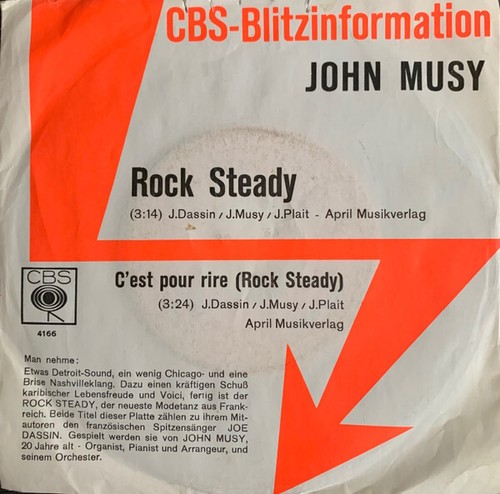 CBS-Blitzinformation
JOHN MUSY
Rock Steady
(3:14) J.Dassin / J.Musy / J.Plait - April Musikverlag
C'est pour rire (Rock Steady)
(3:24) J.Dassin / J.Musy / J.Plait
April Musikverlag
CBS
4166
Man nehme:
Etwas Detroit-Sound, ein wenig Chicago- und eine
Brise Nashvilleklang. Dazu einen kräftigen Schuß
karibischer Lebensfreude und Voici, fertig ist der
ROCK STEADY, der neueste Modetanz aus Frank-
reich. Beide Titel dieser Platte zählen zu ihrem Mit-
autoren den französischen Spitzensänger JOE
DASSIN. Gespielt werden sie von JOHN MUSY,
20 Jahre alt - Organist, Pianist und Arrangeur, und
seinem Orchester.